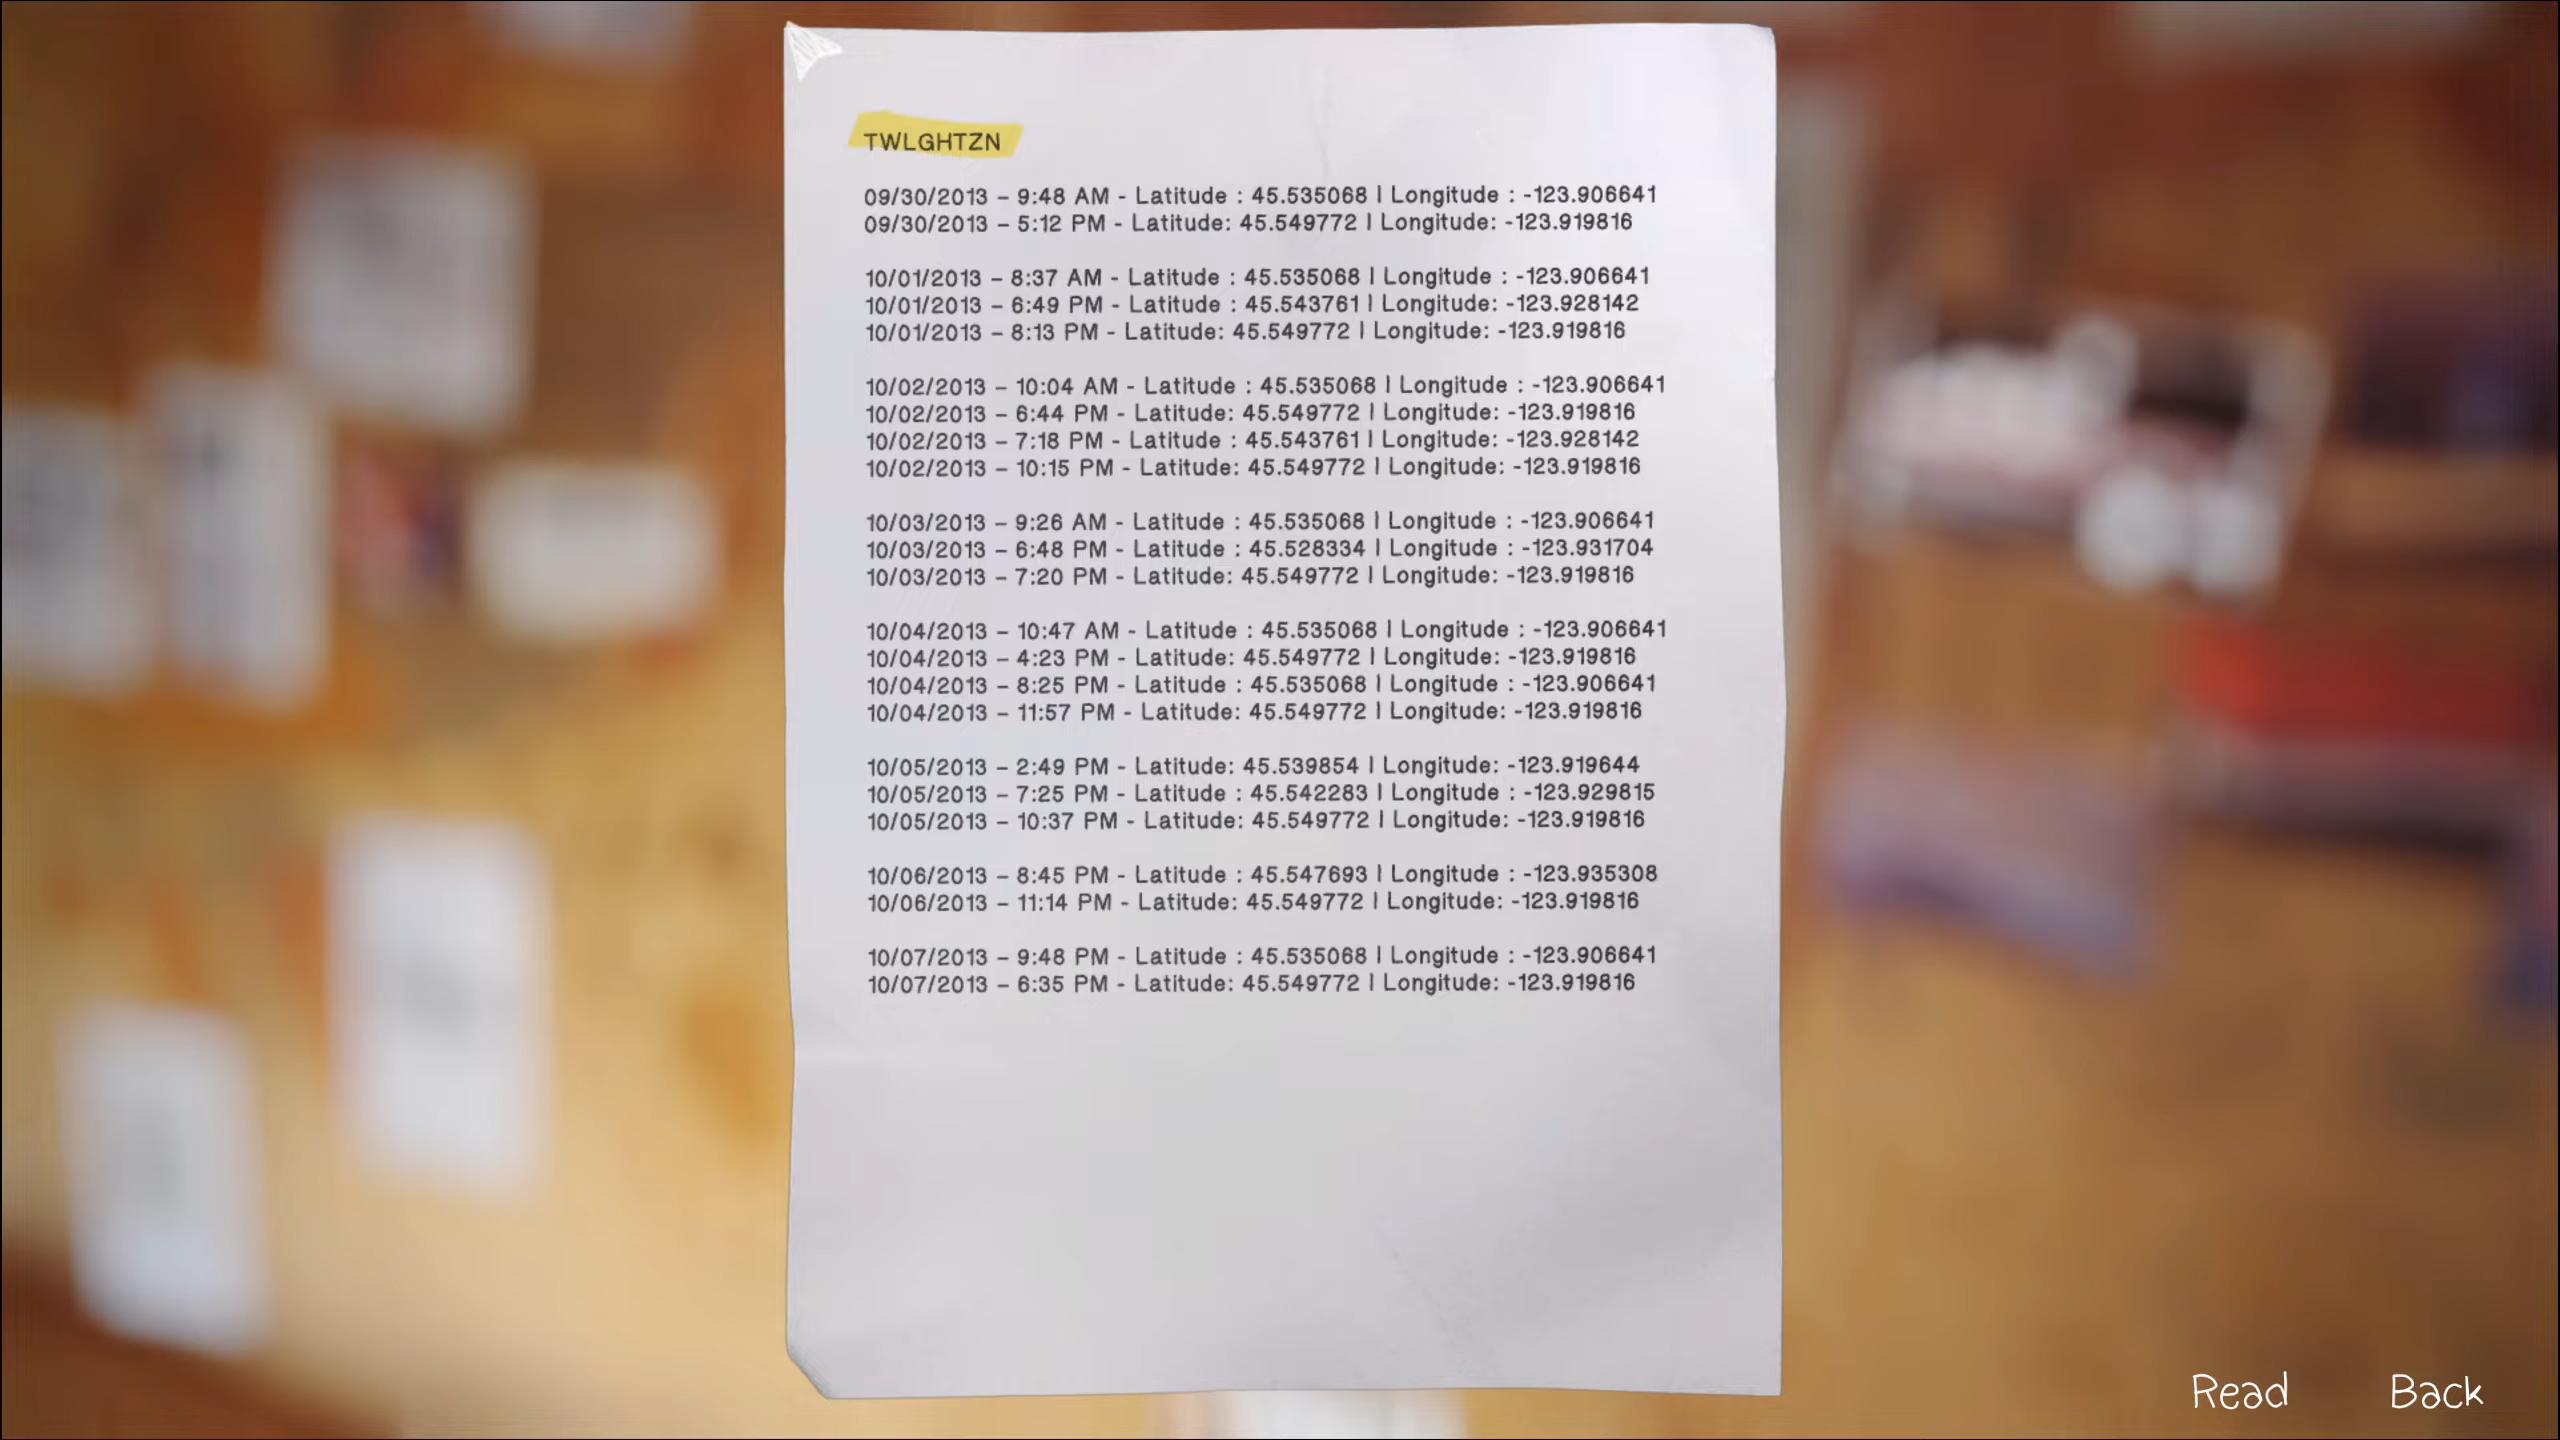 TWLGHTZN
09/30/2013 – 9:48 AM - Latitude : 45.535068 | Longitude : -123.906641
09/30/2013 – 5:12 PM - Latitude: 45.549772 | Longitude: -123.919816
10/01/2013 – 8:37 AM - Latitude : 45.535068 | Longitude : -123.906641
10/01/2013 – 6:49 PM - Latitude : 45.543761 | Longitude: -123.928142
10/01/2013 – 8:13 PM - Latitude: 45.549772 | Longitude: -123.919816
10/02/2013 – 10:04 AM - Latitude : 45.535068 | Longitude : -123.906641
10/02/2013 – 6:44 PM - Latitude: 45.549772 | Longitude: -123.919816
10/02/2013 – 7:18 PM - Latitude : 45.543761 | Longitude: -123.928142
10/02/2013 – 10:15 PM - Latitude: 45.549772 | Longitude: -123.919816
10/03/2013 – 9:26 AM - Latitude : 45.535068 | Longitude : -123.906641
10/03/2013 – 6:48 PM - Latitude : 45.528334 | Longitude : -123.931704
10/03/2013 – 7:20 PM - Latitude: 45.549772 | Longitude: -123.919816
10/04/2013 – 10:47 AM - Latitude : 45.535068 | Longitude : -123.906641
10/04/2013 – 4:23 PM - Latitude: 45.549772 | Longitude: -123.919816
10/04/2013 – 8:25 PM - Latitude : 45.535068 | Longitude : -123.906641
10/04/2013 – 11:57 PM - Latitude: 45.549772 | Longitude: -123.919816
10/05/2013 – 2:49 PM - Latitude: 45.539854 | Longitude: -123.919644
10/05/2013 – 7:25 PM - Latitude : 45.542283 | Longitude : -123.929815
10/05/2013 – 10:37 PM - Latitude: 45.549772 | Longitude: -123.919816
10/06/2013 – 8:45 PM - Latitude : 45.547693 | Longitude : -123.935308
10/06/2013 – 11:14 PM - Latitude: 45.549772 | Longitude: -123.919816
10/07/2013 – 9:48 PM - Latitude : 45.535068 | Longitude : -123.906641
10/07/2013 – 6:35 PM - Latitude: 45.549772 | Longitude: -123.919816
Read Back